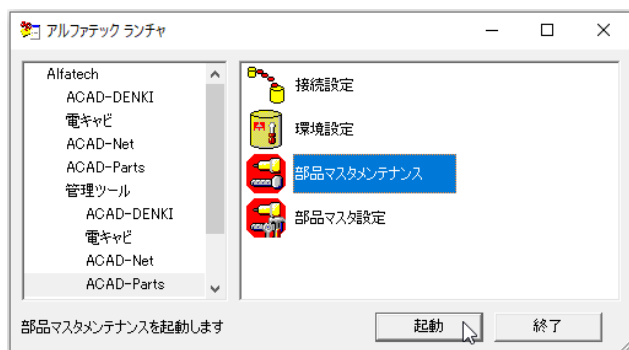 アルファテック ランチャ
Alfatech
ACAD-DENKI
電キャビ
ACAD-Net
ACAD-Parts
管理ツール
ACAD-DENKI
電キャビ
ACAD-Net
ACAD-Parts
接続設定
環境設定
部品マスタメンテナンス
部品マスタ設定
部品マスタメンテナンスを起動します
起動
終了